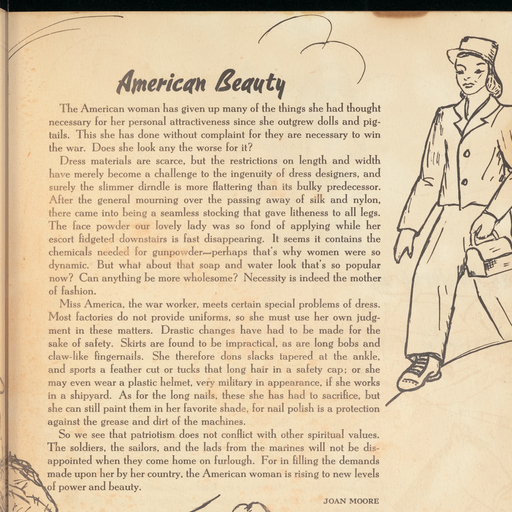 American Beauty
The American woman has given up many of the things she had thought
necessary for her personal attractiveness since she outgrew dolls and pig-
tails. This she has done without complaint for they are necessary to win
the war. Does she look any the worse for it?
Dress materials are scarce, but the restrictions on length and width
have merely become a challenge to the ingenuity of dress designers, and
surely the slimmer dirndle is more flattering than its bulky predecessor.
After the general mourning over the passing away of silk and nylon,
there came into being a seamless stocking that gave litheness to all legs.
The face powder our lovely lady was so fond of applying while her
escort fidgeted downstairs is fast disappearing. It seems it contains the
chemicals needed for gunpowder—perhaps that's why women were so
dynamic. But what about that soap and water look that's so popular
now? Can anything be more wholesome? Necessity is indeed the mother
of fashion.
Miss America, the war worker, meets certain special problems of dress.
Most factories do not provide uniforms, so she must use her own judg-
ment in these matters. Drastic changes have had to be made for the
sake of safety. Skirts are found to be impractical, as are long bobs and
claw-like fingernails. She therefore dons slacks tapered at the ankle,
and sports a feather cut or tucks that long hair in a safety cap; or she
may even wear a plastic helmet, very military in appearance, if she works
in a shipyard. As for the long nails, these she has had to sacrifice, but
she can still paint them in her favorite shade, for nail polish is a protection
against the grease and dirt of the machines.
So we see that patriotism does not conflict with other spiritual values.
The soldiers, the sailors, and the lads from the marines will not be dis-
appointed when they come home on furlough. For in filling the demands
made upon her by her country, the American woman is rising to new levels
of power and beauty.
JOAN MOORE